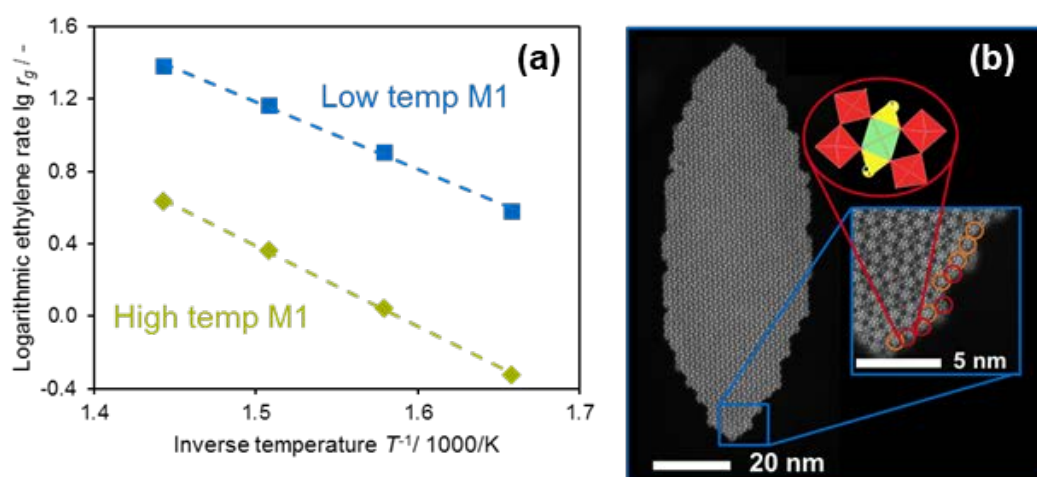 (a)
Logarithmic ethylene rate lg r_g / -
1.6
1.2
0.8
0.4
0.0
-0.4
Low temp M1
High temp M1
1.4
1.5
1.6
1.7
Inverse temperature T⁻¹/ 1000/K
(b)
5 nm
20 nm